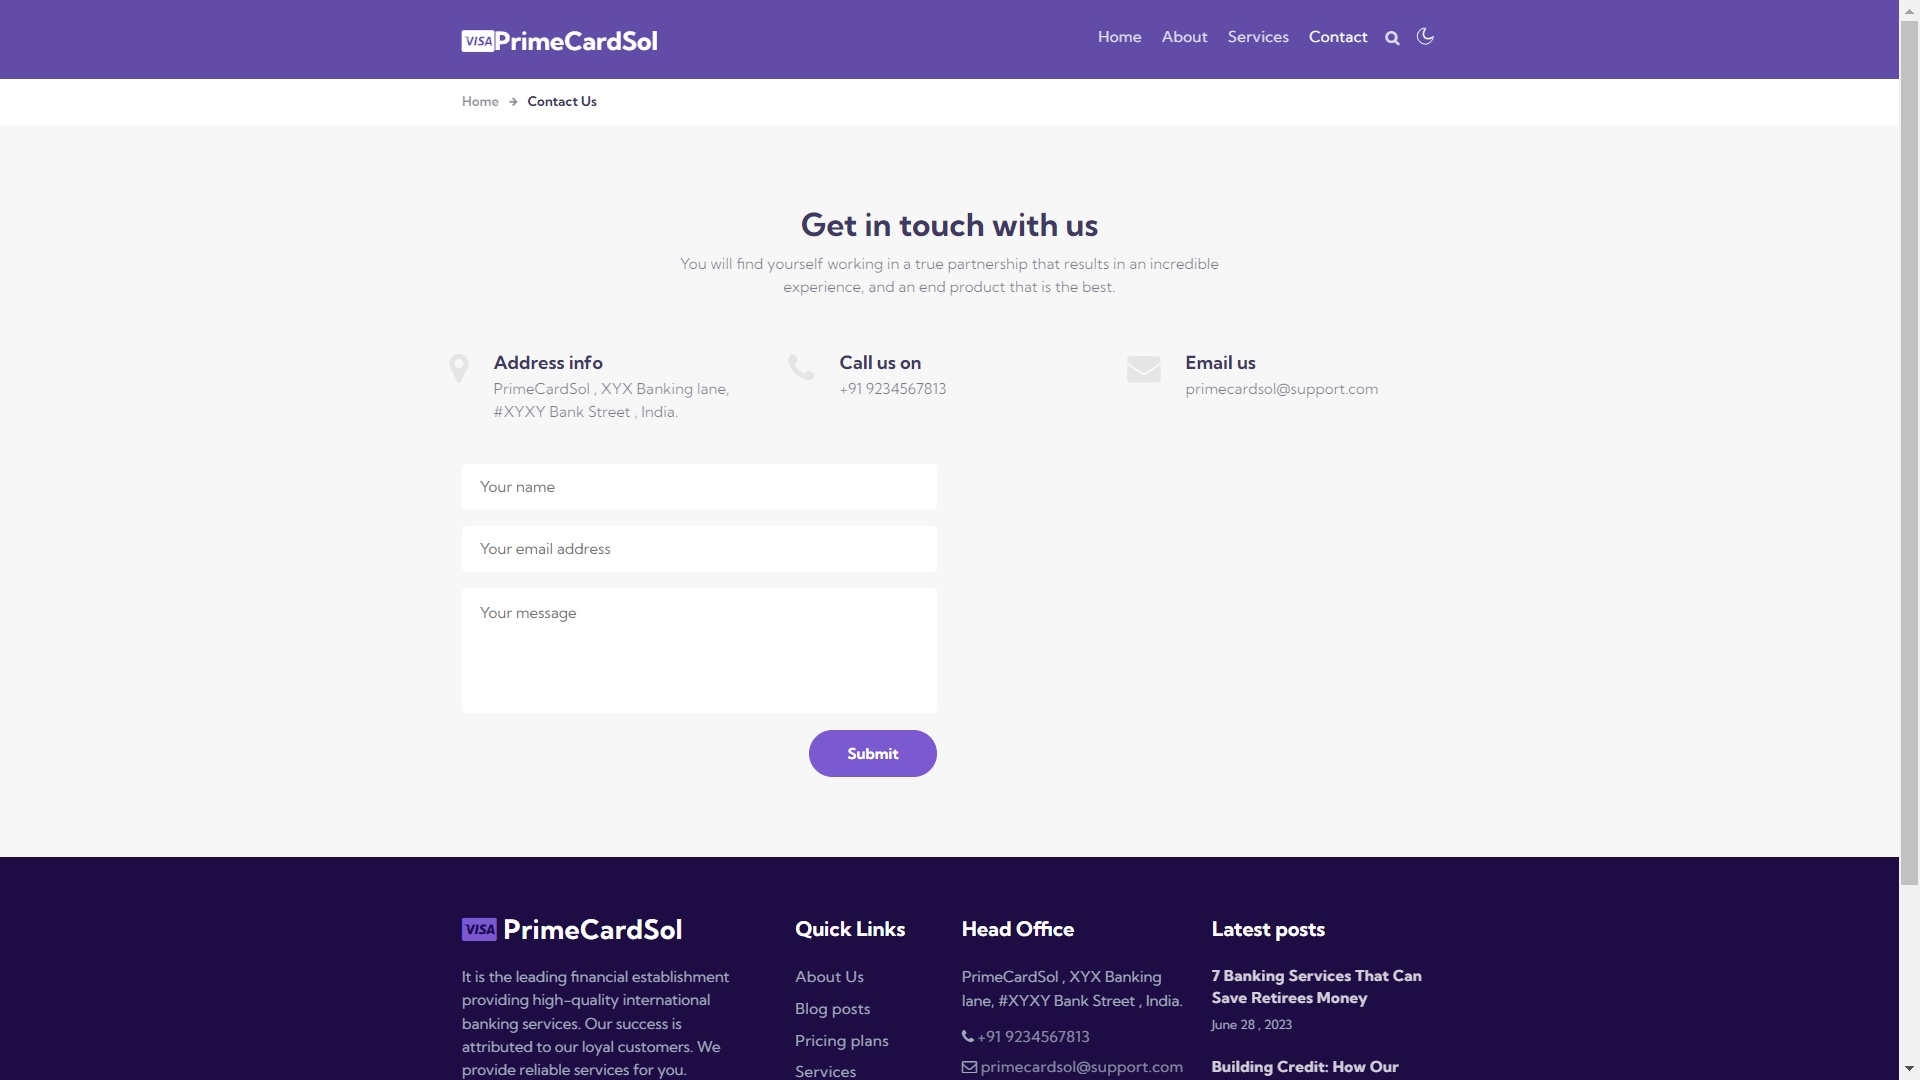 VISA PrimeCardSol
Home About Services Contact
Home Contact Us
Get in touch with us
You will find yourself working in a true partnership that results in an incredible
experience, and an end product that is the best.
Address info
PrimeCardSol , XYX Banking lane,
#XYXY Bank Street , India.
Call us on
+91 9234567813
Email us
primecardsol@support.com
Your name
Your email address
Your message
Submit
VISA PrimeCardSol
It is the leading financial establishment
providing high-quality international
banking services. Our success is
attributed to our loyal customers. We
provide reliable services for you.
Quick Links
About Us
Blog posts
Pricing plans
Services
Head Office
PrimeCardSol , XYX Banking
lane, #XYXY Bank Street , India.
+91 9234567813
primecardsol@support.com
Latest posts
7 Banking Services That Can
Save Retirees Money
June 28 , 2023
Building Credit: How Our